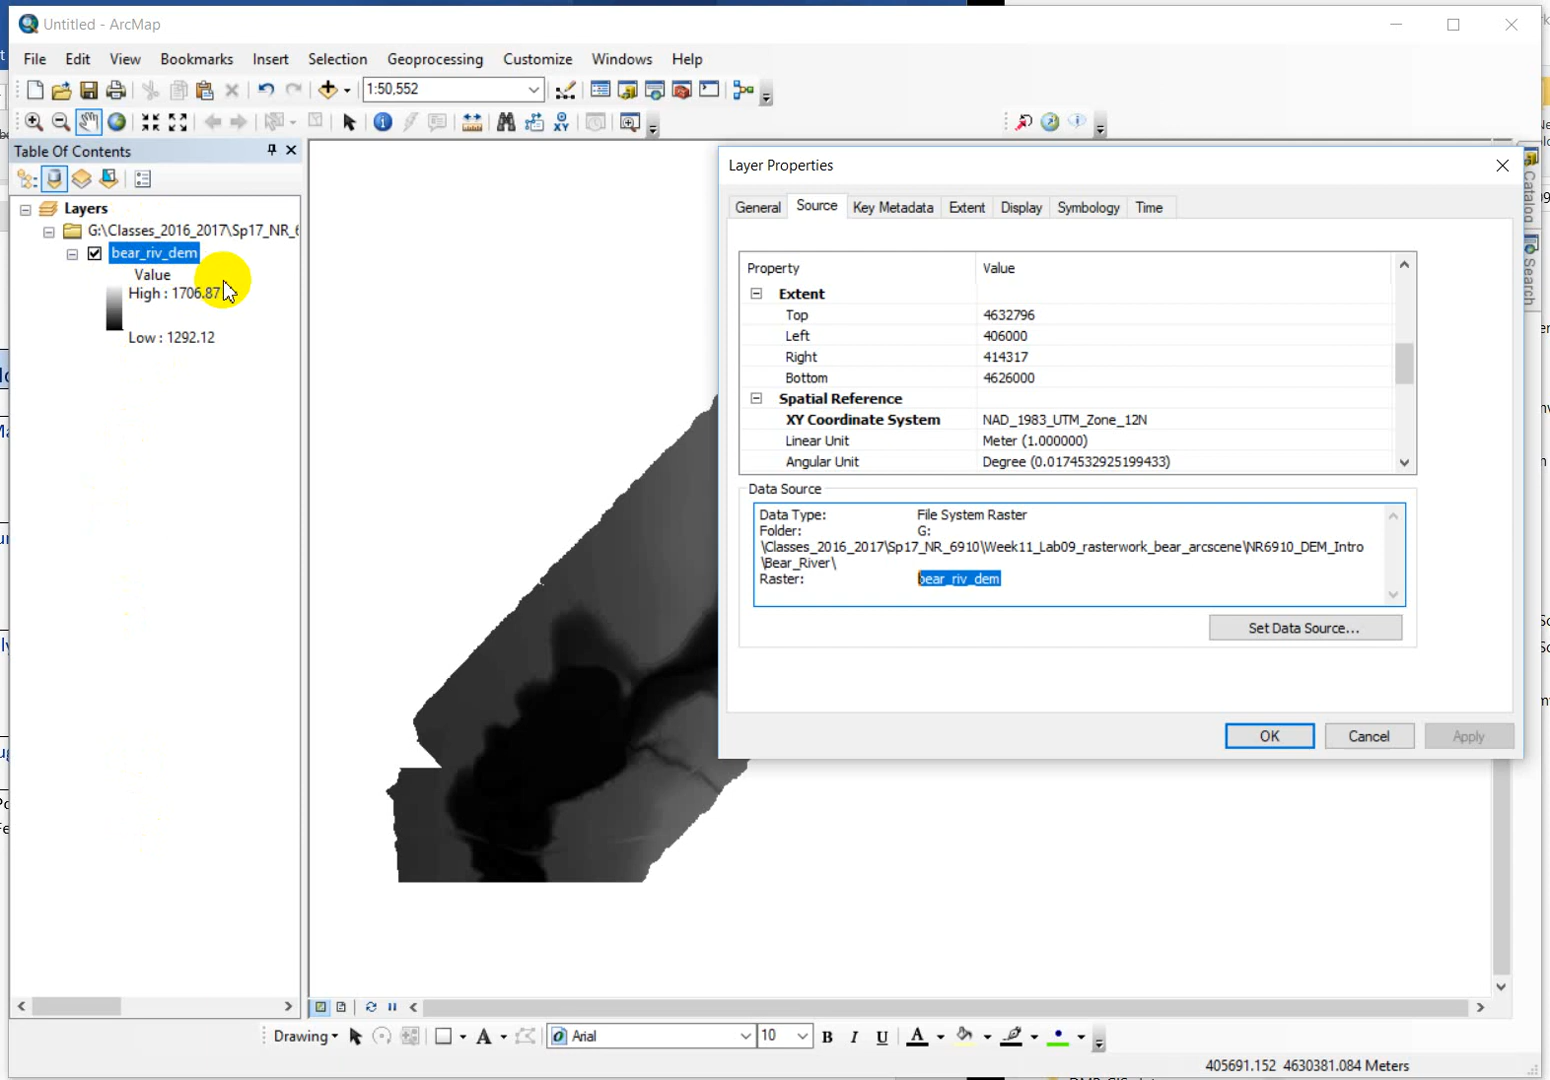 Untitled - ArcMap
File Edit View Bookmarks Insert Selection Geoprocessing Customize Windows Help
1:50,552
Table Of Contents
Layers
G:\Classes_2016_2017\Sp17_NR_6
bear_riv_dem
Value
High : 1706.87
Low : 1292.12
Layer Properties
General Source Key Metadata Extent Display Symbology Time
Property Value
Extent
Top 4632796
Left 406000
Right 414317
Bottom 4626000
Spatial Reference
XY Coordinate System NAD_1983_UTM_Zone_12N
Linear Unit Meter (1.000000)
Angular Unit Degree (0.0174532925199433)
Data Source
Data Type: File System Raster
Folder: G:
\Classes_2016_2017\Sp17_NR_6910\Week11_Lab09_rasterwork_bear_arcscene\NR6910_DEM_Intro
\Bear_River\
Raster: bear_riv_dem
Set Data Source...
OK Cancel Apply
Catalog
Search
Drawing Arial 10 B I U A
405691.152 4630381.084 Meters